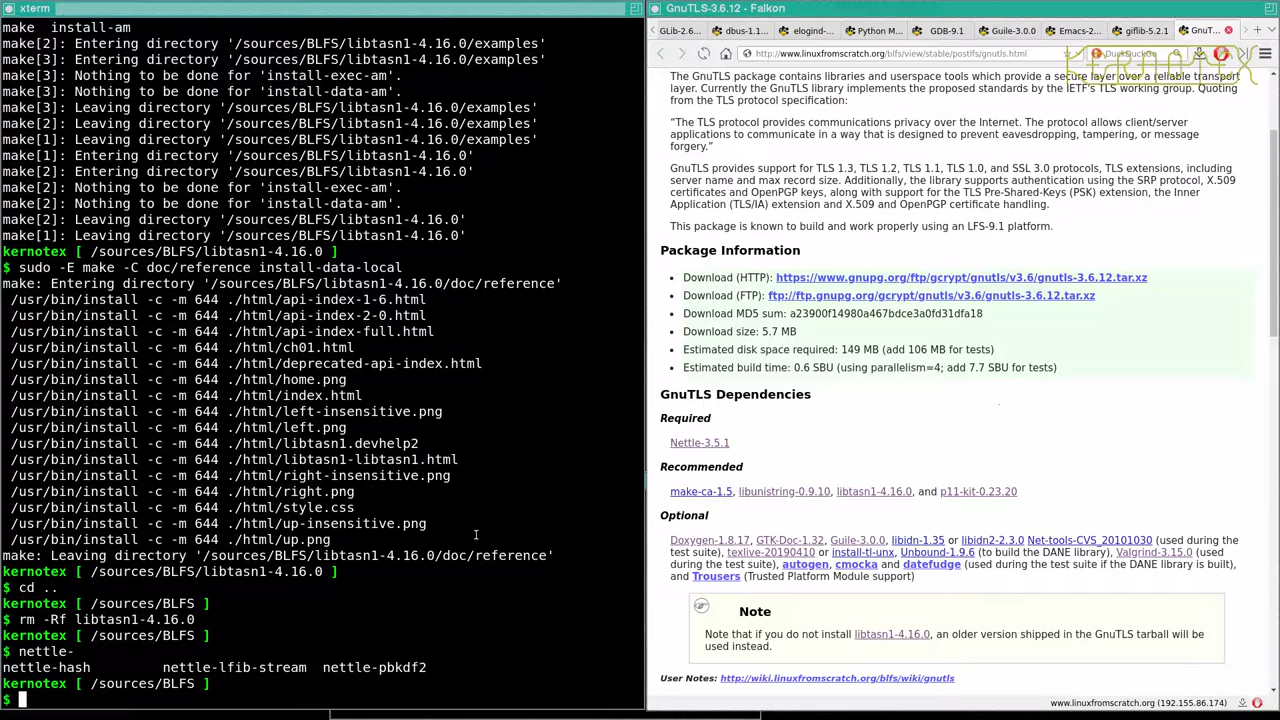 xterm
make  install-am
make[2]: Entering directory '/sources/BLFS/libtasn1-4.16.0/examples'
make[3]: Entering directory '/sources/BLFS/libtasn1-4.16.0/examples'
make[3]: Nothing to be done for 'install-exec-am'.
make[3]: Nothing to be done for 'install-data-am'.
make[3]: Leaving directory '/sources/BLFS/libtasn1-4.16.0/examples'
make[2]: Leaving directory '/sources/BLFS/libtasn1-4.16.0/examples'
make[1]: Leaving directory '/sources/BLFS/libtasn1-4.16.0/examples'
make[1]: Entering directory '/sources/BLFS/libtasn1-4.16.0'
make[2]: Entering directory '/sources/BLFS/libtasn1-4.16.0'
make[2]: Nothing to be done for 'install-exec-am'.
make[2]: Nothing to be done for 'install-data-am'.
make[2]: Leaving directory '/sources/BLFS/libtasn1-4.16.0'
make[1]: Leaving directory '/sources/BLFS/libtasn1-4.16.0'
kernotex [ /sources/BLFS/libtasn1-4.16.0 ]
$ sudo -E make -C doc/reference install-data-local
make: Entering directory '/sources/BLFS/libtasn1-4.16.0/doc/reference'
/usr/bin/install -c -m 644 ./html/api-index-1-6.html
/usr/bin/install -c -m 644 ./html/api-index-2-0.html
/usr/bin/install -c -m 644 ./html/api-index-full.html
/usr/bin/install -c -m 644 ./html/ch01.html
/usr/bin/install -c -m 644 ./html/deprecated-api-index.html
/usr/bin/install -c -m 644 ./html/home.png
/usr/bin/install -c -m 644 ./html/index.html
/usr/bin/install -c -m 644 ./html/left-insensitive.png
/usr/bin/install -c -m 644 ./html/left.png
/usr/bin/install -c -m 644 ./html/libtasn1.devhelp2
/usr/bin/install -c -m 644 ./html/libtasn1-libtasn1.html
/usr/bin/install -c -m 644 ./html/right-insensitive.png
/usr/bin/install -c -m 644 ./html/right.png
/usr/bin/install -c -m 644 ./html/style.css
/usr/bin/install -c -m 644 ./html/up-insensitive.png
/usr/bin/install -c -m 644 ./html/up.png
make: Leaving directory '/sources/BLFS/libtasn1-4.16.0/doc/reference'
kernotex [ /sources/BLFS/libtasn1-4.16.0 ]
$ cd ..
kernotex [ /sources/BLFS ]
$ rm -Rf libtasn1-4.16.0
kernotex [ /sources/BLFS ]
$ nettle-
nettle-hash         nettle-lfib-stream  nettle-pbkdf2
kernotex [ /sources/BLFS ]
$
GnuTLS-3.6.12 - Falkon
GLib-2.6... dbus-1.1... elogind-... Python M... GDB-9.1 Guile-3.0.0 Emacs-2... giflib-5.2.1 GnuT...
http://www.linuxfromscratch.org/blfs/view/stable/postlfs/gnutls.html DuckDuckGo
KERNOTEX
The GnuTLS package contains libraries and userspace tools which provide a secure layer over a reliable transport
layer. Currently the GnuTLS library implements the proposed standards by the IETF's TLS working group. Quoting
from the TLS protocol specification:
“The TLS protocol provides communications privacy over the Internet. The protocol allows client/server
applications to communicate in a way that is designed to prevent eavesdropping, tampering, or message
forgery.”
GnuTLS provides support for TLS 1.3, TLS 1.2, TLS 1.1, TLS 1.0, and SSL 3.0 protocols, TLS extensions, including
server name and max record size. Additionally, the library supports authentication using the SRP protocol, X.509
certificates and OpenPGP keys, along with support for the TLS Pre-Shared-Keys (PSK) extension, the Inner
Application (TLS/IA) extension and X.509 and OpenPGP certificate handling.
This package is known to build and work properly using an LFS-9.1 platform.
Package Information
• Download (HTTP): https://www.gnupg.org/ftp/gcrypt/gnutls/v3.6/gnutls-3.6.12.tar.xz
• Download (FTP): ftp://ftp.gnupg.org/gcrypt/gnutls/v3.6/gnutls-3.6.12.tar.xz
• Download MD5 sum: a23900f14980a467bdce3a0fd31dfa18
• Download size: 5.7 MB
• Estimated disk space required: 149 MB (add 106 MB for tests)
• Estimated build time: 0.6 SBU (using parallelism=4; add 7.7 SBU for tests)
GnuTLS Dependencies
Required
Nettle-3.5.1
Recommended
make-ca-1.5, libunistring-0.9.10, libtasn1-4.16.0, and p11-kit-0.23.20
Optional
Doxygen-1.8.17, GTK-Doc-1.32, Guile-3.0.0, libidn-1.35 or libidn2-2.3.0 Net-tools-CVS_20101030 (used during the
test suite), texlive-20190410 or install-tl-unx, Unbound-1.9.6 (to build the DANE library), Valgrind-3.15.0 (used
during the test suite), autogen, cmocka and datefudge (used during the test suite if the DANE library is built),
and Trousers (Trusted Platform Module support)
Note
Note that if you do not install libtasn1-4.16.0, an older version shipped in the GnuTLS tarball will be
used instead.
User Notes: http://wiki.linuxfromscratch.org/blfs/wiki/gnutls
www.linuxfromscratch.org (192.155.86.174)